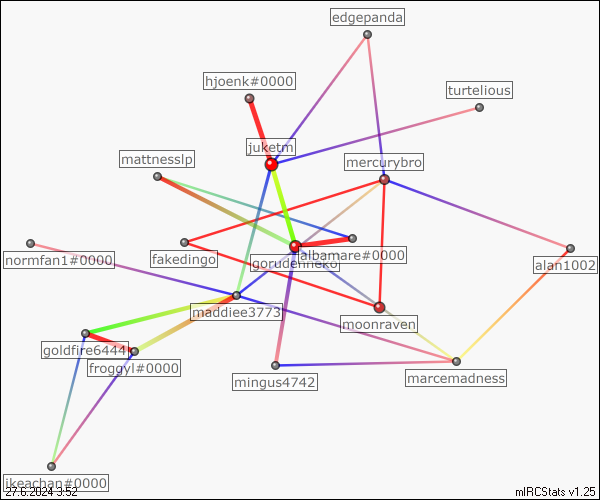 edgepanda
hjoenk#0000
turtelious
juketm
mattnesslp
mercurybro
normfan1#0000
fakedingo
albamare#0000
alan1002
maddiee3773
moonraven
goldfire6444
froggyl#0000
mingus4742
marcemadness
ikeachan#0000
27.6.2024 3:52
mIRCStats v1.25